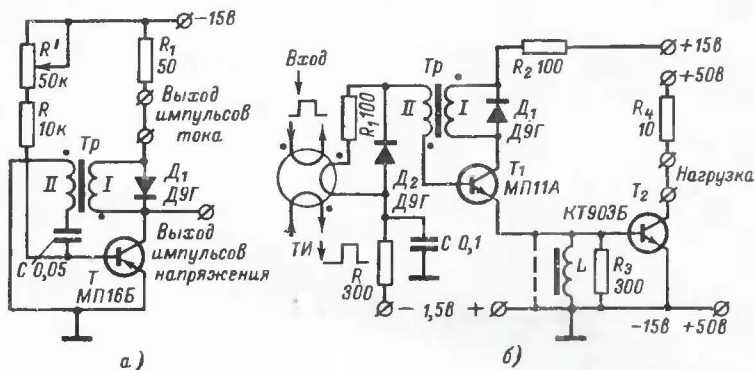 -15в
R'
50к
R
10к
R₁
50
Выход
импульсов
тока
Тр
II
I
Д₁
Д9Г
C 0,05
Выход
импульсов
напряжения
Т
МП16Б
а)
Вход
ТИ
R₁ 100
Тр
II
I
Д₂
Д9Г
R
300
C 0,1
- 1,5в +
R₂ 100
Д₁
Д9Г
Т₁
МП11А
+15в
+50в
R₄
10
Нагрузка
Т₂
КТ903Б
L
R₃
300
-15в +50в
б)